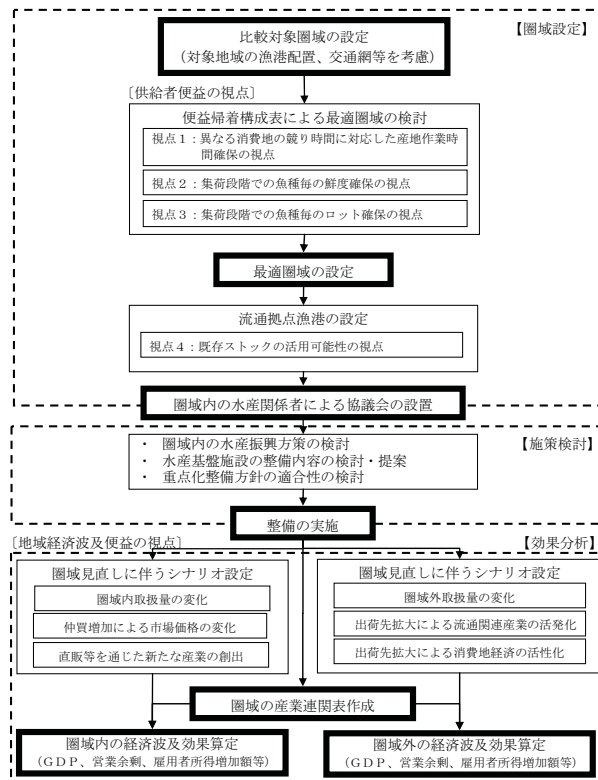 比較対象圏域の設定
（対象地域の漁港配置、交通網等を考慮）
【圏域設定】
〔供給者便益の視点〕
便益帰着構成表による最適圏域の検討
視点１：異なる消費地の競り時間に対応した産地作業時
間確保の視点
視点２：集荷段階での魚種毎の鮮度確保の視点
視点３：集荷段階での魚種毎のロット確保の視点
最適圏域の設定
流通拠点漁港の設定
視点４：既存ストックの活用可能性の視点
圏域内の水産関係者による協議会の設置
・ 圏域内の水産振興方策の検討
・ 水産基盤施設の整備内容の検討・提案
・ 重点化整備方針の適合性の検討
【施策検討】
整備の実施
〔地域経済波及便益の視点〕
【効果分析】
圏域見直しに伴うシナリオ設定
圏域内取扱量の変化
仲買増加による市場価格の変化
直販等を通じた新たな産業の創出
圏域見直しに伴うシナリオ設定
圏域外取扱量の変化
出荷先拡大による流通関連産業の活発化
出荷先拡大による消費地経済の活性化
圏域の産業連関表作成
圏域内の経済波及効果算定
（ＧＤＰ、営業余剰、雇用者所得増加額等）
圏域外の経済波及効果算定
（ＧＤＰ、営業余剰、雇用者所得増加額等）